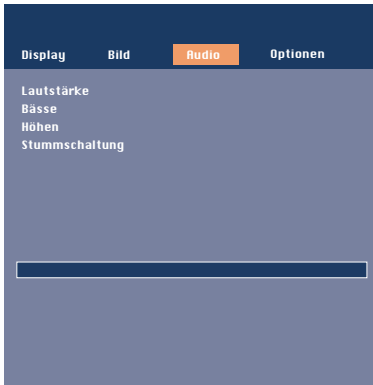 Display Bild Audio Optionen
Lautstärke
Bässe
Höhen
Stummschaltung